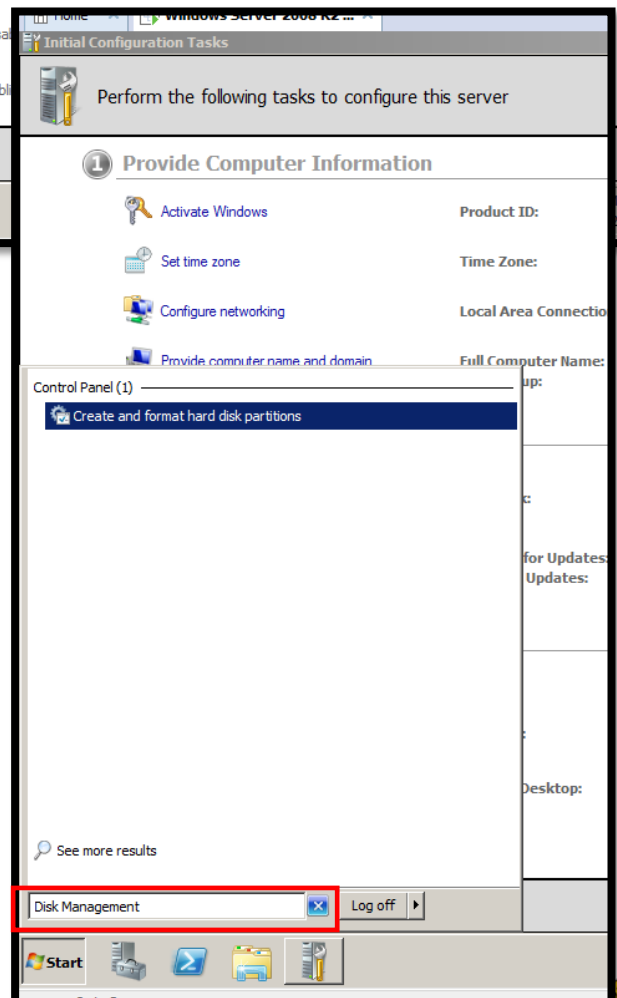 Home
Windows Server 2008 R2 ...
Initial Configuration Tasks
Perform the following tasks to configure this server
1 Provide Computer Information
Activate Windows Product ID:
Set time zone Time Zone:
Configure networking Local Area Connectio
Provide computer name and domain Full Computer Name:
up:
Control Panel (1)
Create and format hard disk partitions
for Updates:
Updates:
Desktop:
See more results
Disk Management Log off
Start